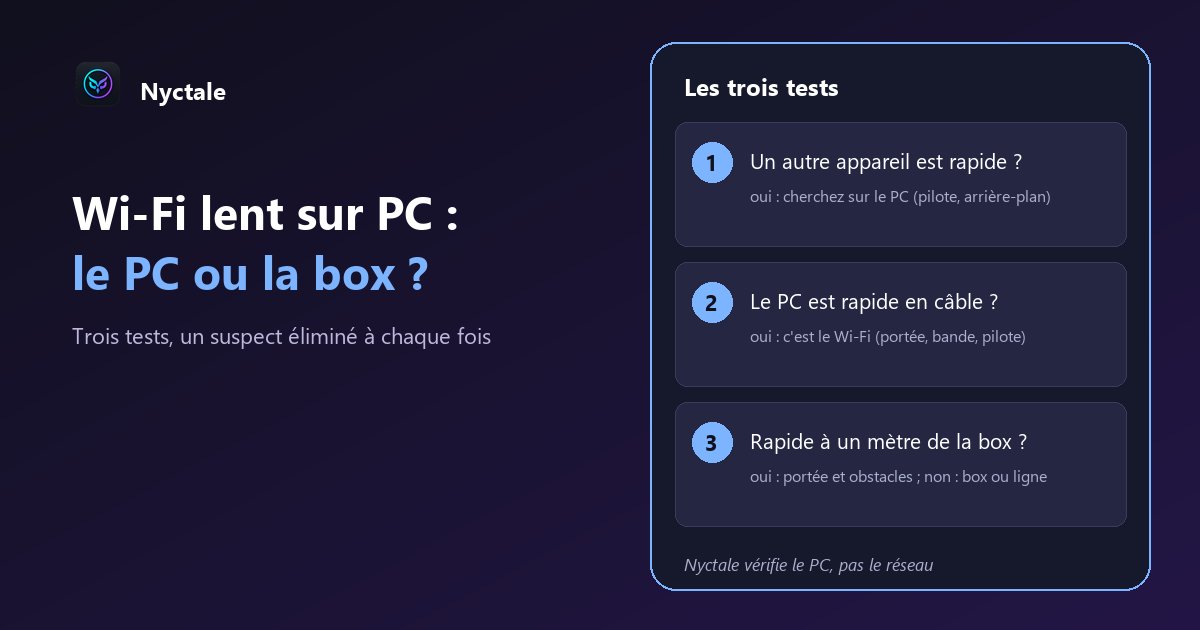 Nyctale
Wi-Fi lent sur PC :
le PC ou la box ?
Trois tests, un suspect éliminé à chaque fois
Les trois tests
1
Un autre appareil est rapide ?
oui : cherchez sur le PC (pilote, arrière-plan)
2
Le PC est rapide en câble ?
oui : c'est le Wi-Fi (portée, bande, pilote)
3
Rapide à un mètre de la box ?
oui : portée et obstacles ; non : box ou ligne
Nyctale vérifie le PC, pas le réseau